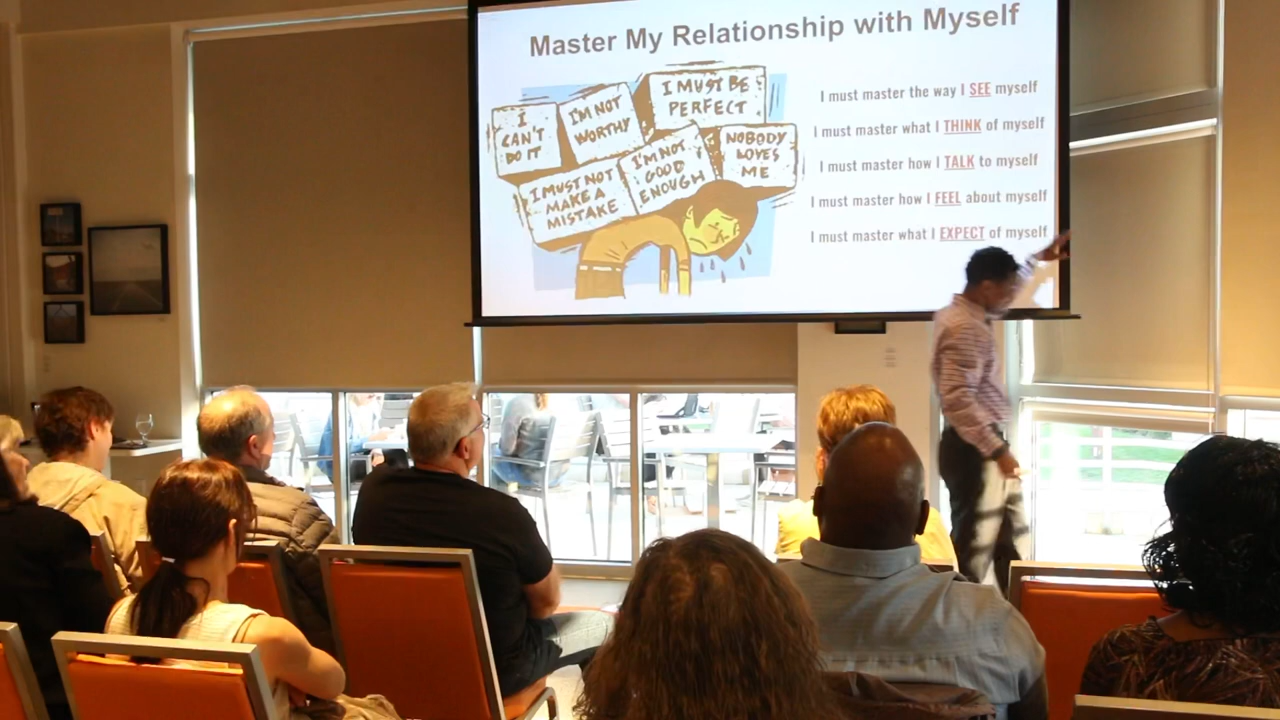 Master My Relationship with Myself
I
CAN'T
DO IT
I'M NOT
WORTHY
I MUST BE
PERFECT
I MUST NOT
MAKE A
MISTAKE
I'M NOT
GOOD
ENOUGH
NOBODY
LOVES
ME
I must master the way I SEE myself
I must master what I THINK of myself
I must master how I TALK to myself
I must master how I FEEL about myself
I must master what I EXPECT of myself